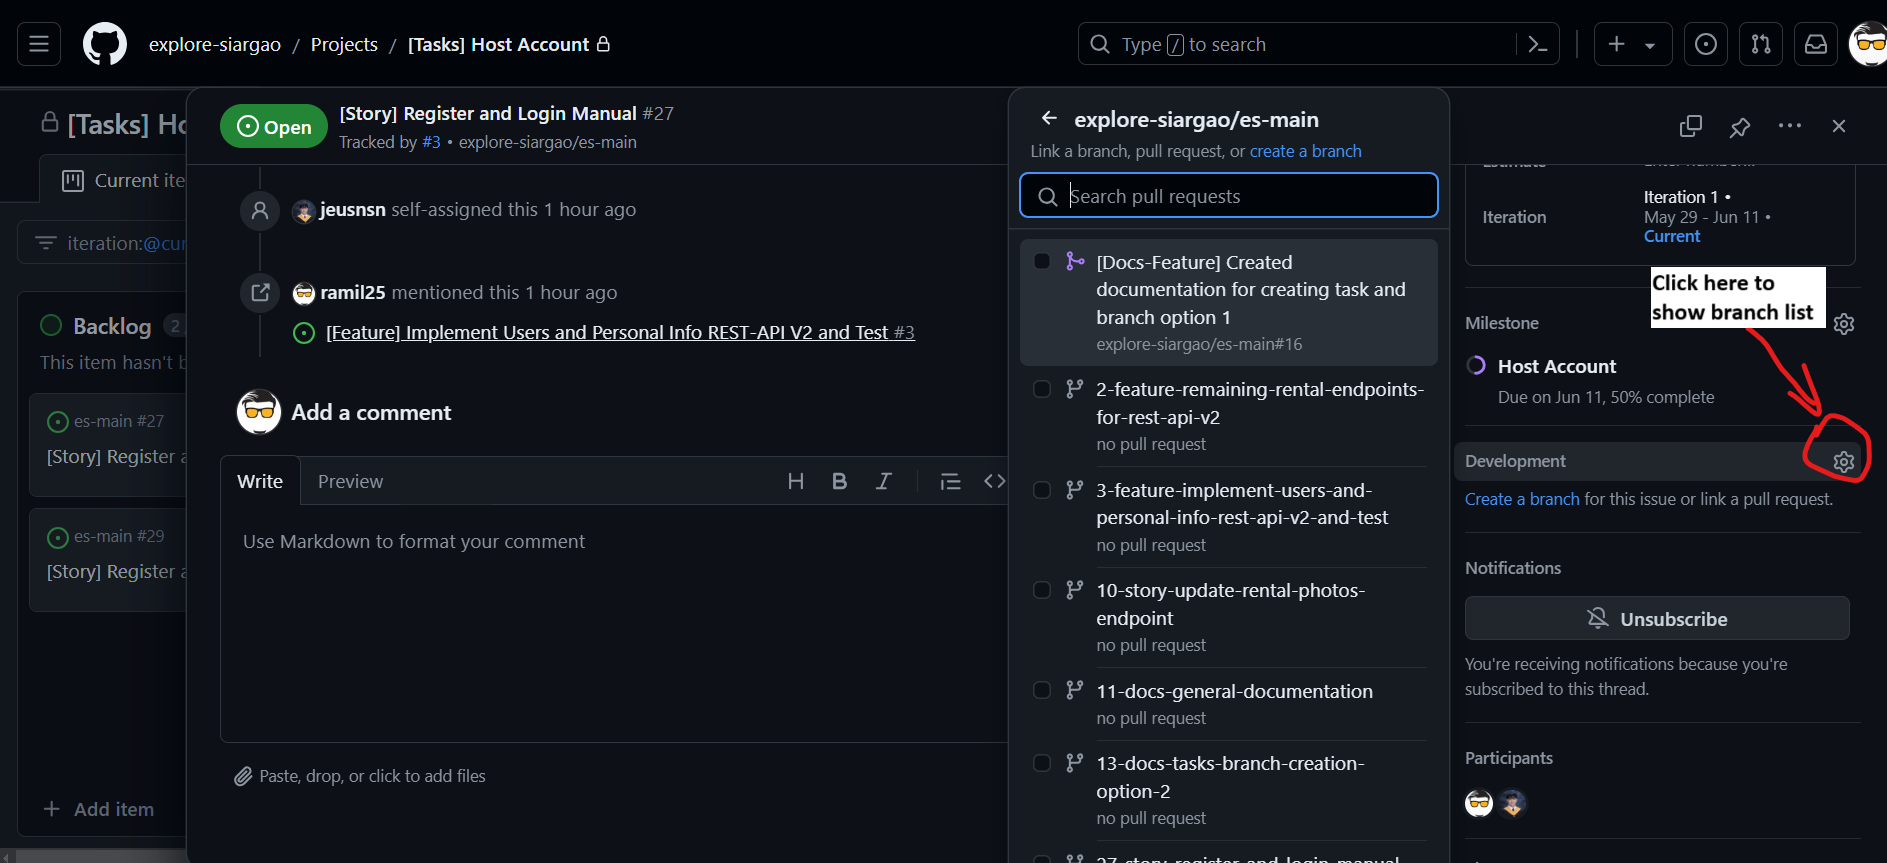 explore-siargao / Projects / [Tasks] Host Account
Type / to search
[Tasks] Ho
Current ite
iteration:@cur
Backlog 2
This item hasn't b
es-main #27
[Story] Register a
es-main #29
[Story] Register a
+ Add item
Open
[Story] Register and Login Manual #27
Tracked by #3 • explore-siargao/es-main
jeusnsn self-assigned this 1 hour ago
ramil25 mentioned this 1 hour ago
[Feature] Implement Users and Personal Info REST-API V2 and Test #3
Add a comment
Write Preview H B I <>
Use Markdown to format your comment
Paste, drop, or click to add files
explore-siargao/es-main
Link a branch, pull request, or create a branch
Search pull requests
[Docs-Feature] Created
documentation for creating task and
branch option 1
explore-siargao/es-main#16
2-feature-remaining-rental-endpoints-
for-rest-api-v2
no pull request
3-feature-implement-users-and-
personal-info-rest-api-v2-and-test
no pull request
10-story-update-rental-photos-
endpoint
no pull request
11-docs-general-documentation
no pull request
13-docs-tasks-branch-creation-
option-2
no pull request
27-story-register-and-login-manual
Estimate Enter number...
Iteration
Iteration 1 •
May 29 - Jun 11 •
Current
Click here to
show branch list
Milestone
Host Account
Due on Jun 11, 50% complete
Development
Create a branch for this issue or link a pull request.
Notifications
Unsubscribe
You're receiving notifications because you're
subscribed to this thread.
Participants